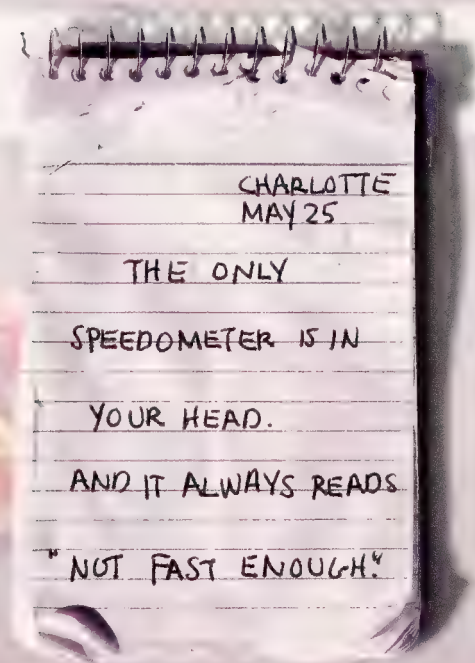 CHARLOTTE
MAY 25
THE ONLY
SPEEDOMETER IS IN
YOUR HEAD.
AND IT ALWAYS READS
"NOT FAST ENOUGH."